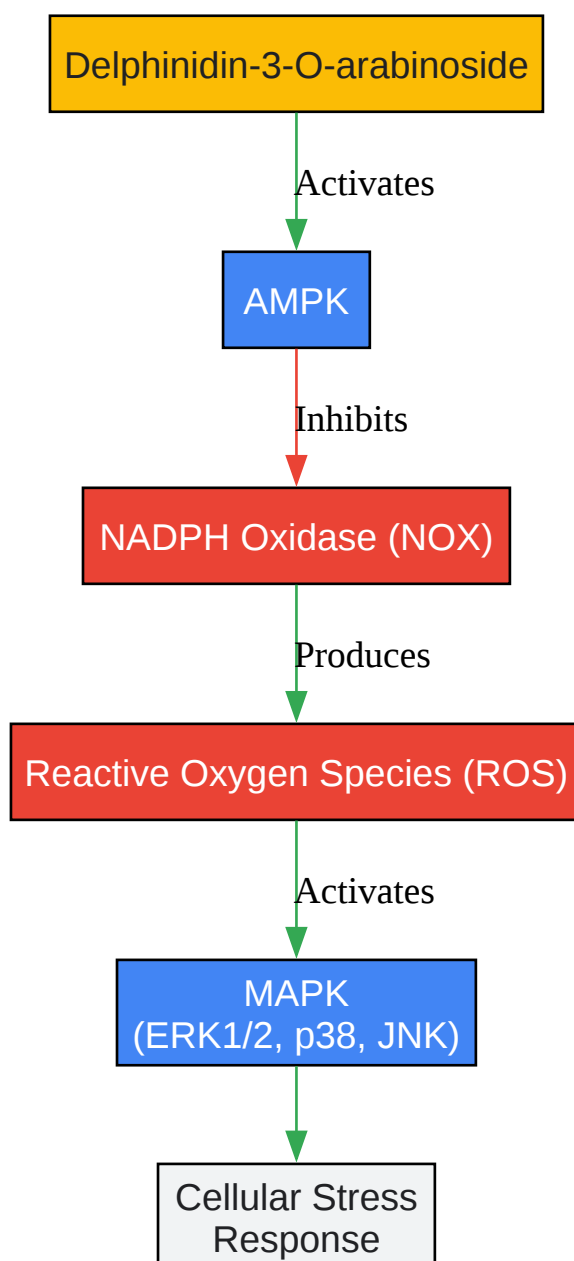 Delphinidin-3-O-arabinoside
Activates
AMPK
Inhibits
NADPH Oxidase (NOX)
Produces
Reactive Oxygen Species (ROS)
Activates
MAPK
(ERK1/2, p38, JNK)
Cellular Stress
Response